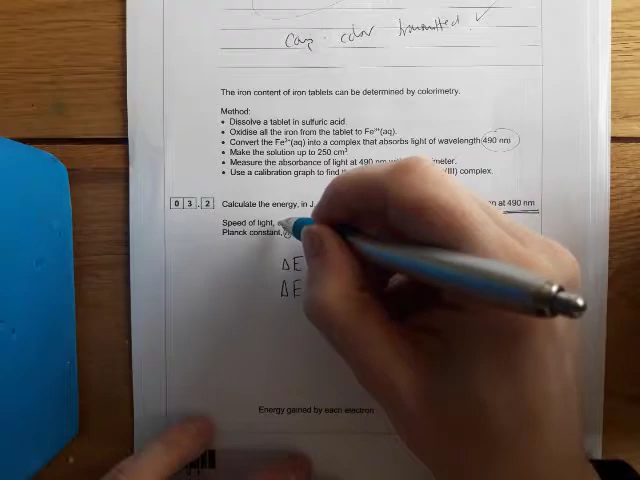 comp. color transmitted ✓
The iron content of iron tablets can be determined by colorimetry.
Method:
• Dissolve a tablet in sulfuric acid.
• Oxidise all the iron from the tablet to Fe³⁺(aq).
• Convert the Fe³⁺(aq) into a complex that absorbs light of wavelength 490 nm
• Make the solution up to 250 cm³
• Measure the absorbance of light at 490 nm
• Use a calibration graph to find (III) complex.
0 3 . 2 Calculate the energy, in J, at 490 nm
Speed of light,
Planck constant,
ΔE
ΔE
Energy gained by each electron